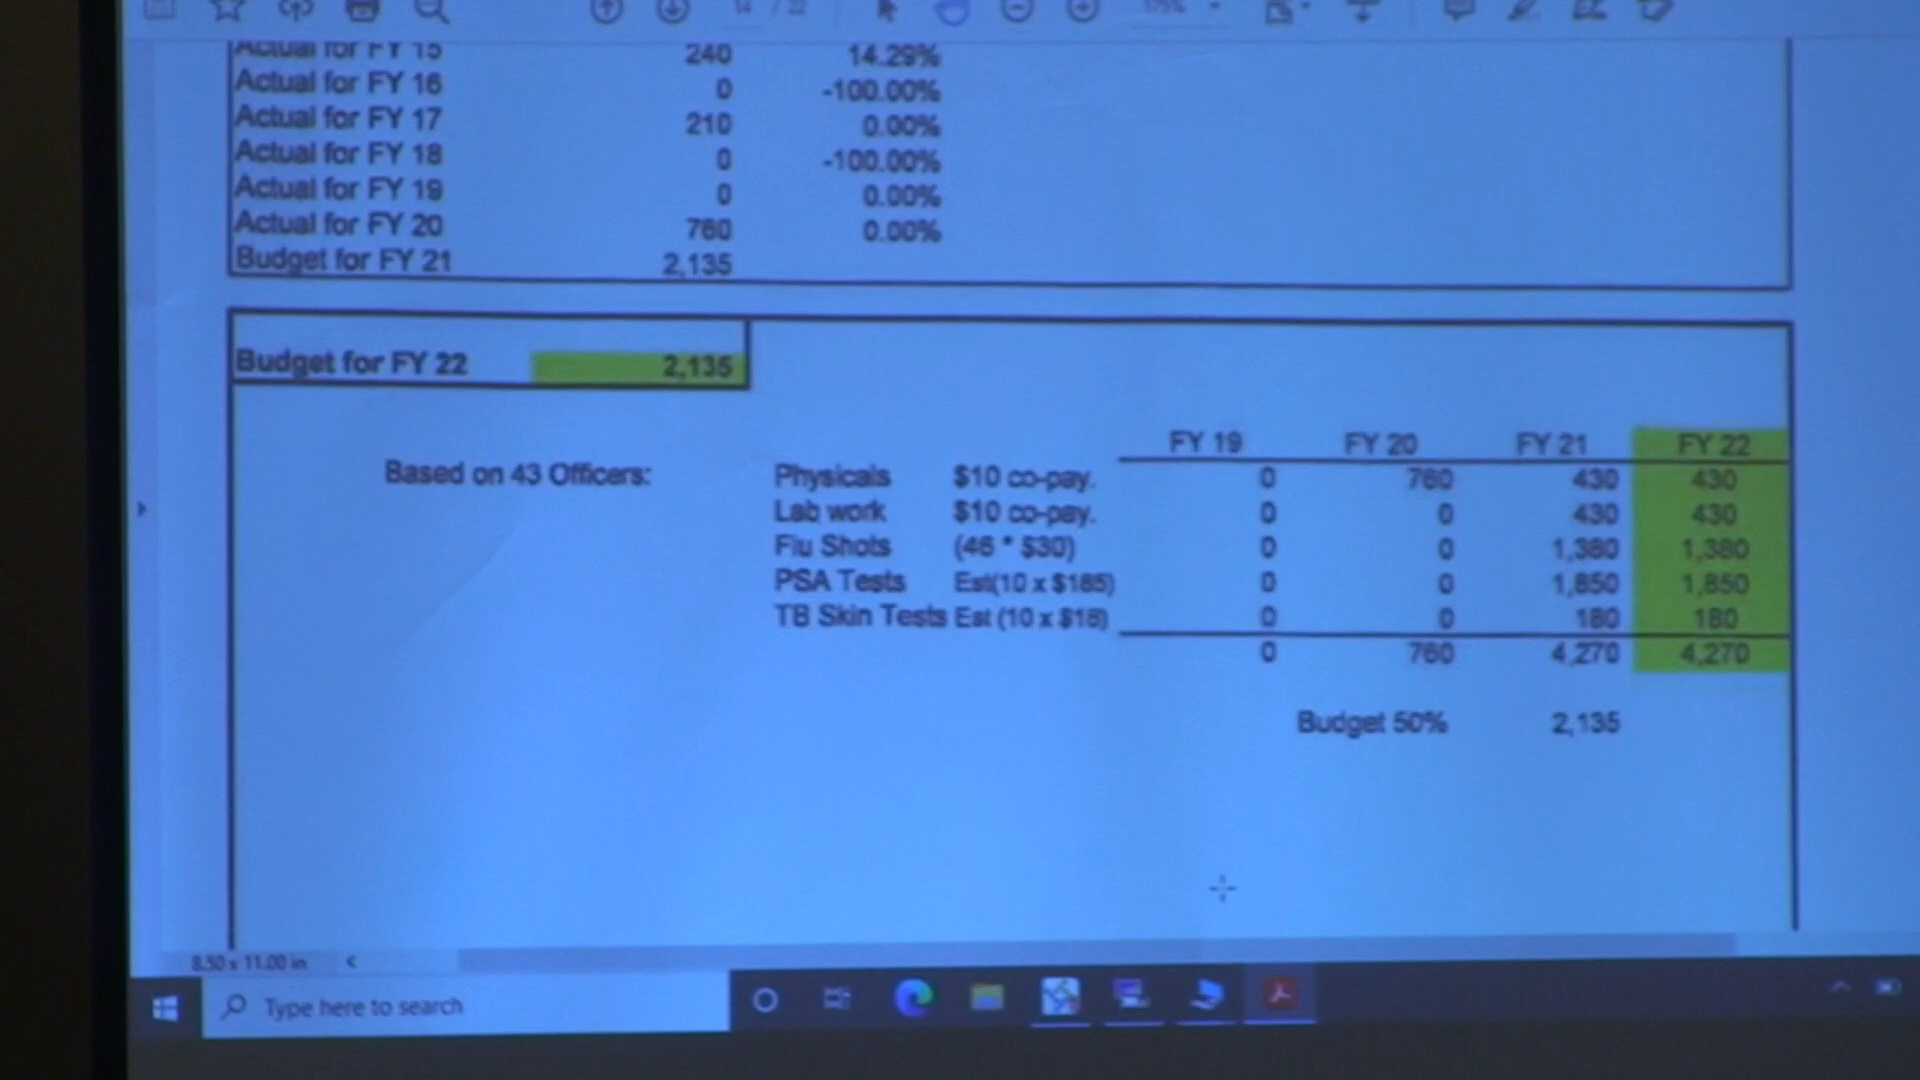 Actual for FY 15 240 14.29%
Actual for FY 16 0 -100.00%
Actual for FY 17 210 0.00%
Actual for FY 18 0 -100.00%
Actual for FY 19 0 0.00%
Actual for FY 20 760 0.00%
Budget for FY 21 2,135
Budget for FY 22 2,135
FY 19 FY 20 FY 21 FY 22
Based on 43 Officers: Physicals $10 co-pay. 0 760 430 430
Lab work $10 co-pay. 0 0 430 430
Flu Shots (46 * $30) 0 0 1,380 1,380
PSA Tests Est(10 x $185) 0 0 1,850 1,850
TB Skin Tests Est (10 x $18) 0 0 180 180
0 760 4,270 4,270
Budget 50% 2,135
8.50 x 11.00 in
Type here to search